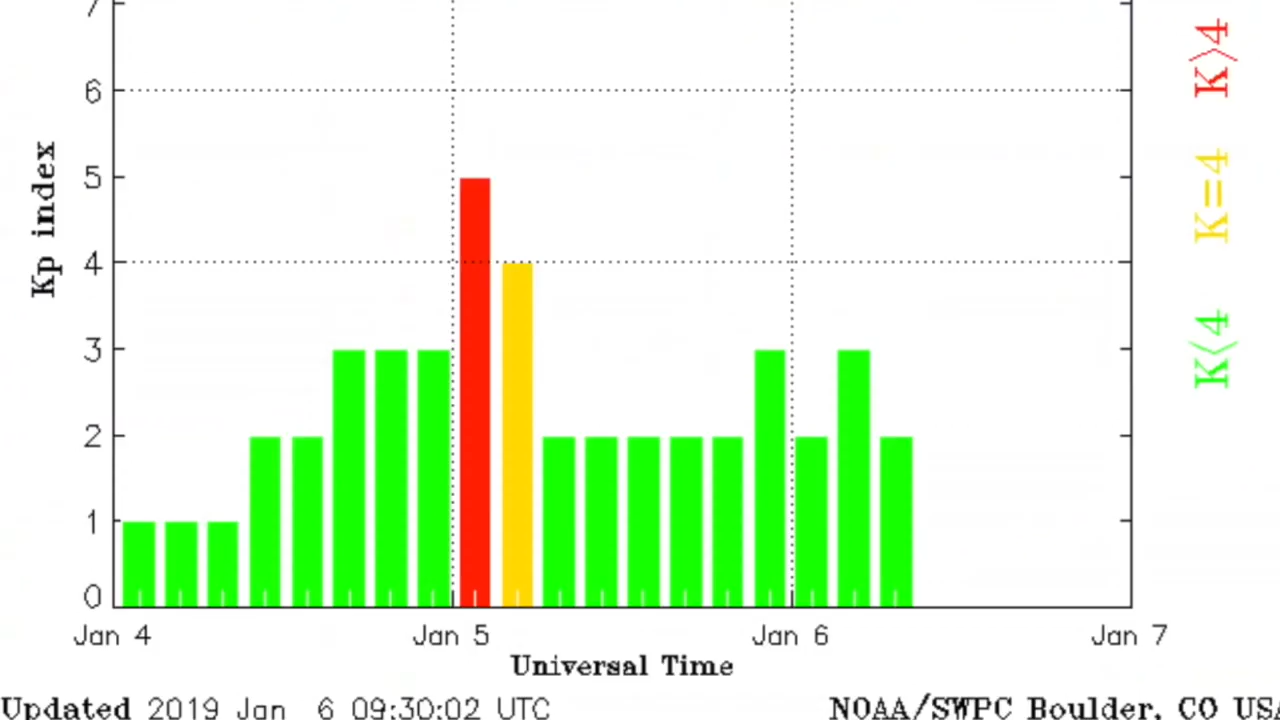 7
6
5
4
3
2
1
0
Kp index
Jan 4
Jan 5
Jan 6
Jan 7
Universal Time
K>4
K=4
K<4
Updated 2019 Jan 6 09:30:02 UTC
NOAA/SWPC Boulder, CO USA